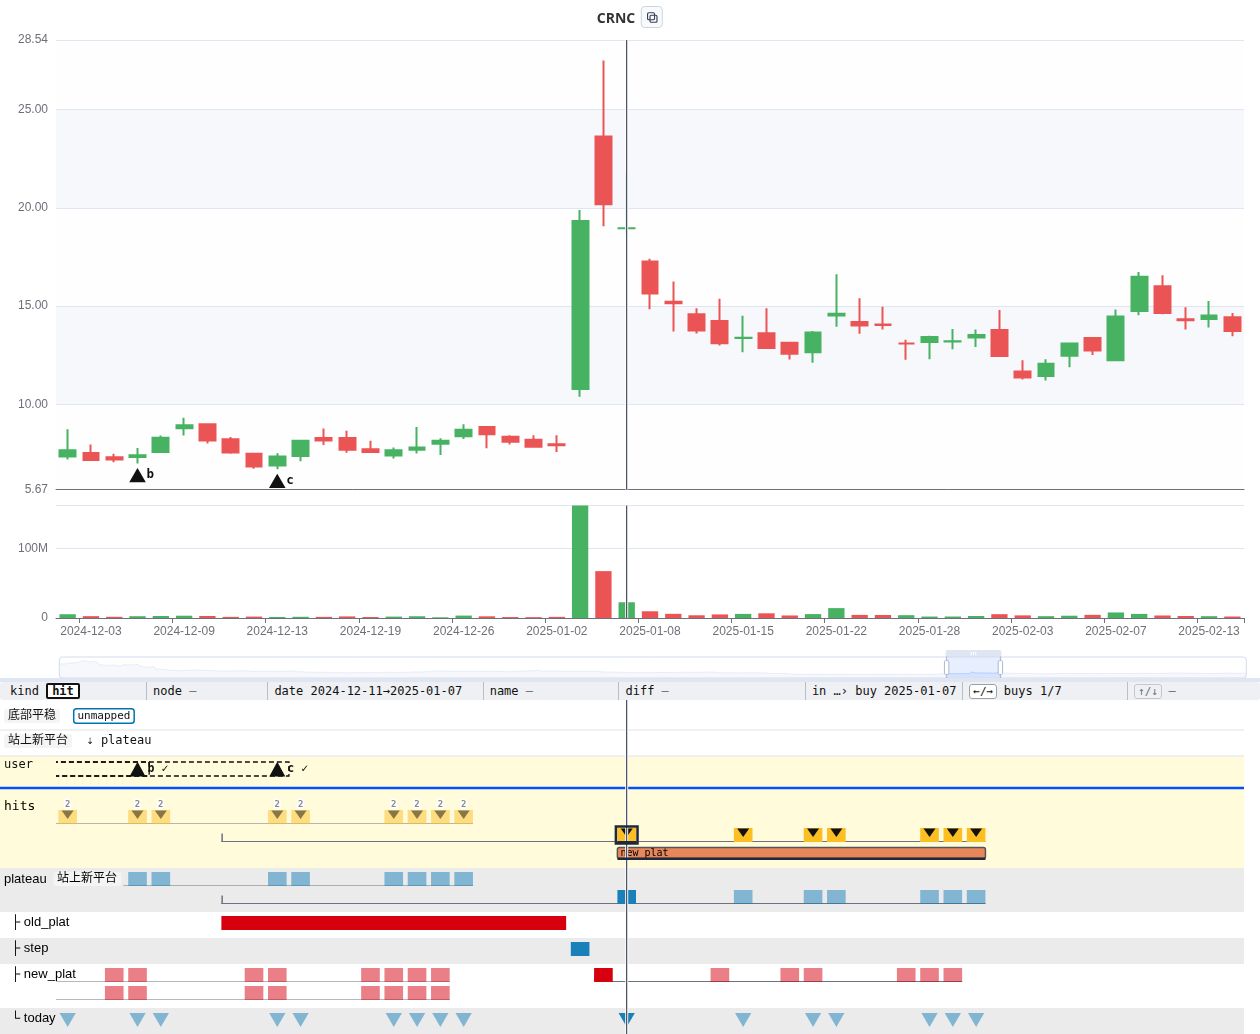 CRNC
28.54
25.00
20.00
15.00
10.00
5.67
b
c
100M
0
2024-12-03 2024-12-09 2024-12-13 2024-12-19 2024-12-26 2025-01-02 2025-01-08 2025-01-15 2025-01-22 2025-01-28 2025-02-03 2025-02-07 2025-02-13
kind hit node — date 2024-12-11→2025-01-07 name — diff — in …› buy 2025-01-07 ←/→ buys 1/7 ↑/↓ —
底部平稳 unmapped
站上新平台 ↓ plateau
user b ✓ c ✓
hits 2 2 2 2 2 2 2 2 2
new plat
plateau 站上新平台
├ old_plat
├ step
├ new_plat
└ today